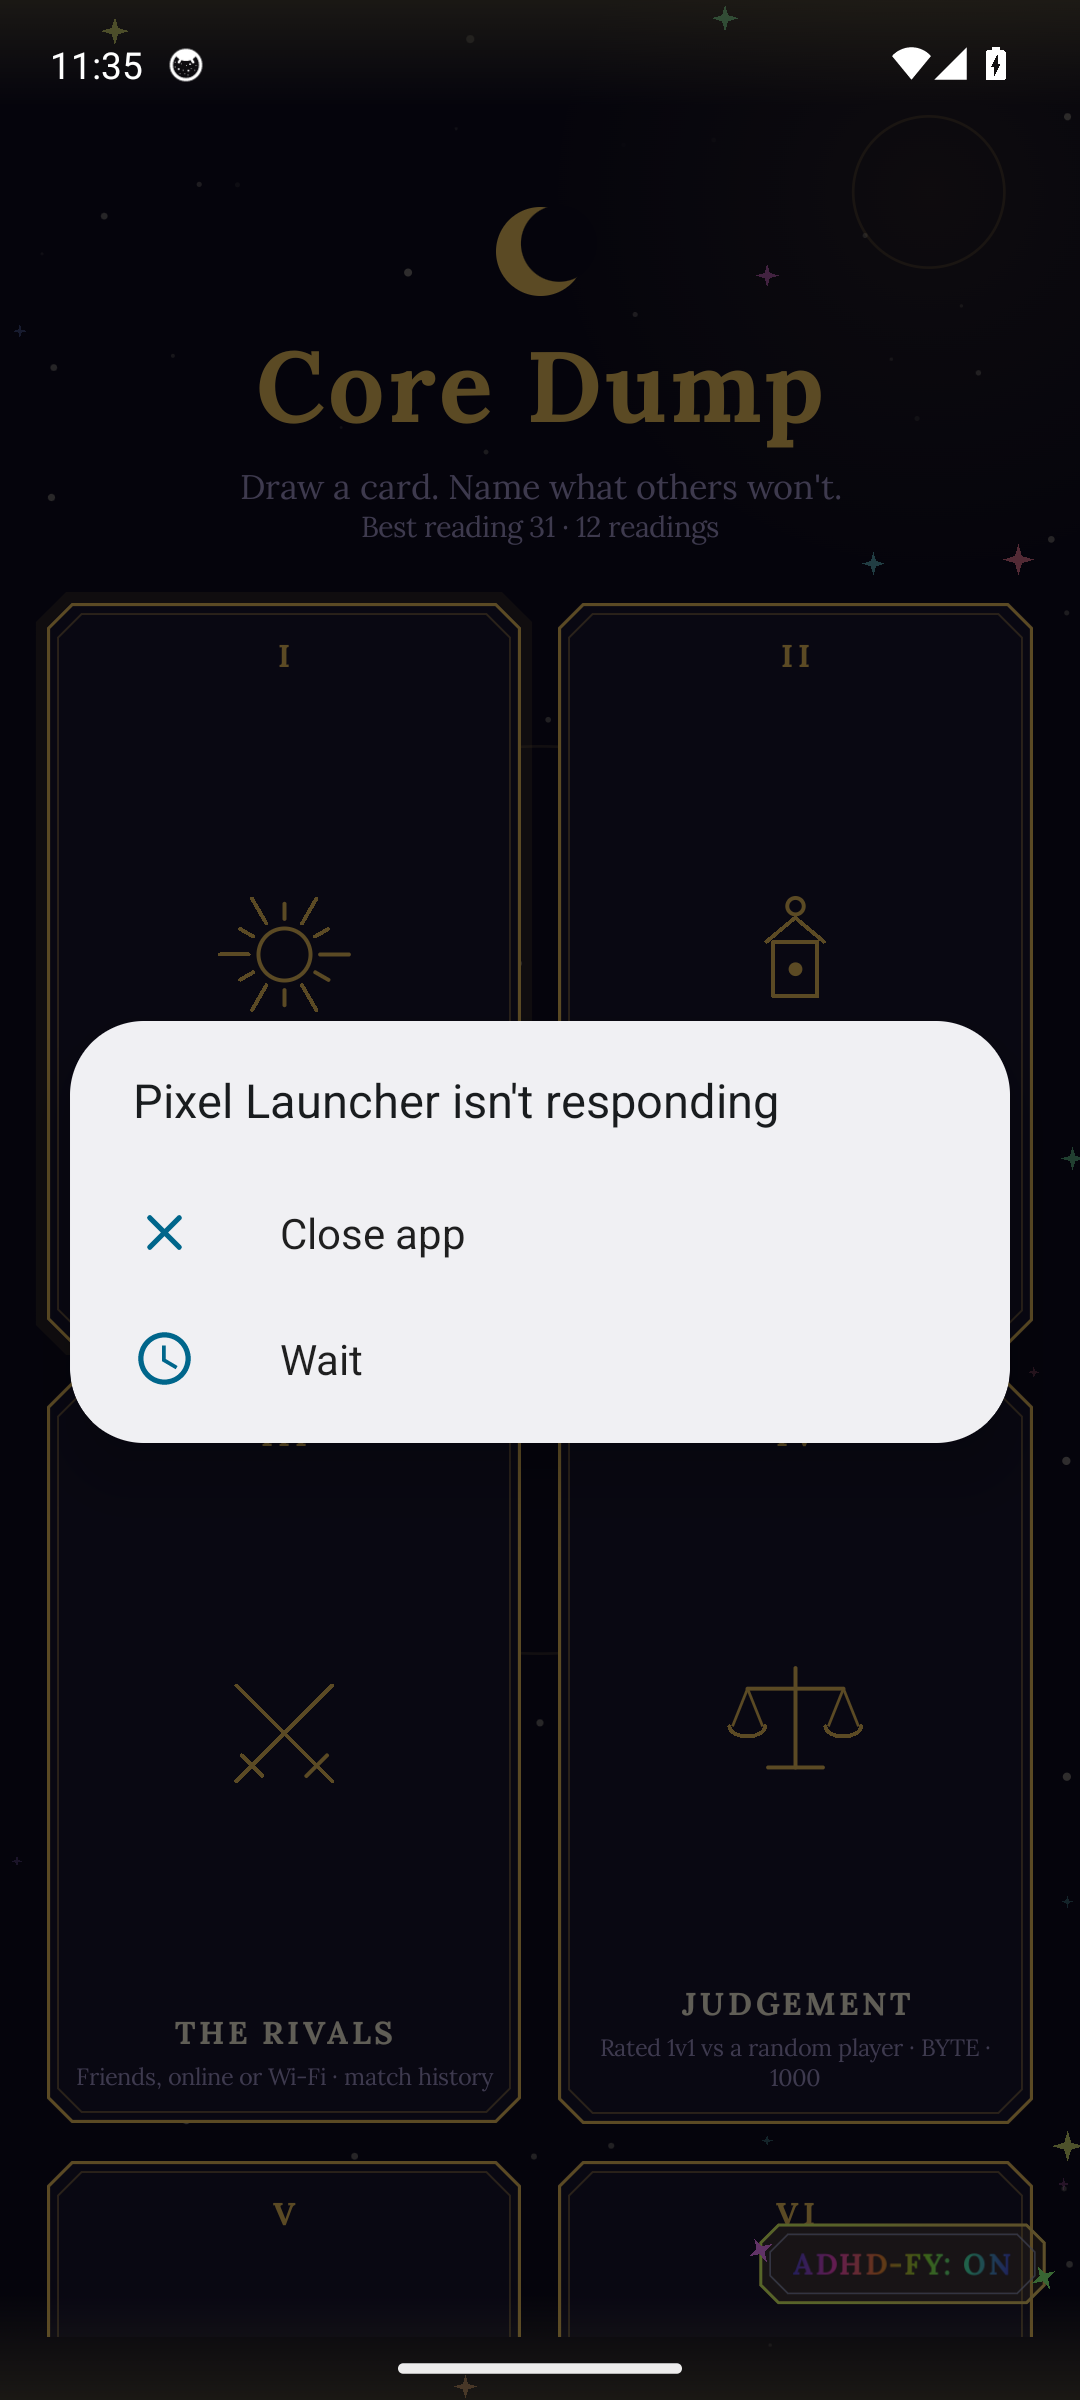 11:35
Core Dump
Draw a card. Name what others won't.
Best reading 31 · 12 readings
I
II
Pixel Launcher isn't responding
Close app
Wait
THE RIVALS
Friends, online or Wi-Fi · match history
JUDGEMENT
Rated 1v1 vs a random player · BYTE ·
1000
V
VI
ADHD-FY: ON